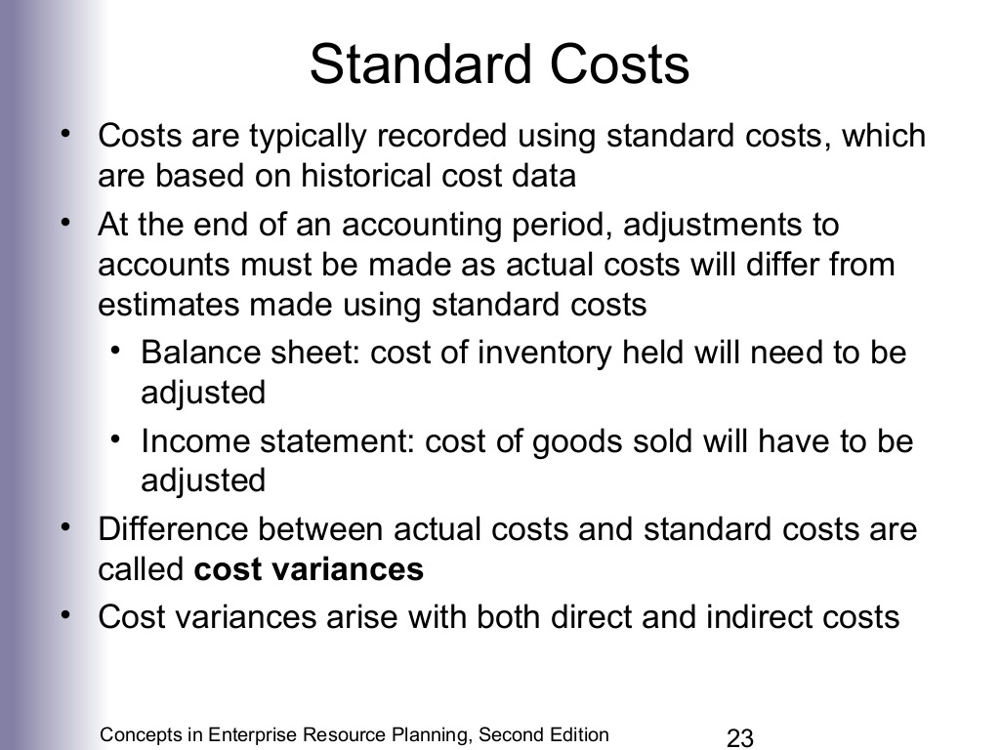 Standard Costs
• Costs are typically recorded using standard costs, which
are based on historical cost data
• At the end of an accounting period, adjustments to
accounts must be made as actual costs will differ from
estimates made using standard costs
• Balance sheet: cost of inventory held will need to be
adjusted
• Income statement: cost of goods sold will have to be
adjusted
• Difference between actual costs and standard costs are
called cost variances
• Cost variances arise with both direct and indirect costs
Concepts in Enterprise Resource Planning, Second Edition
23